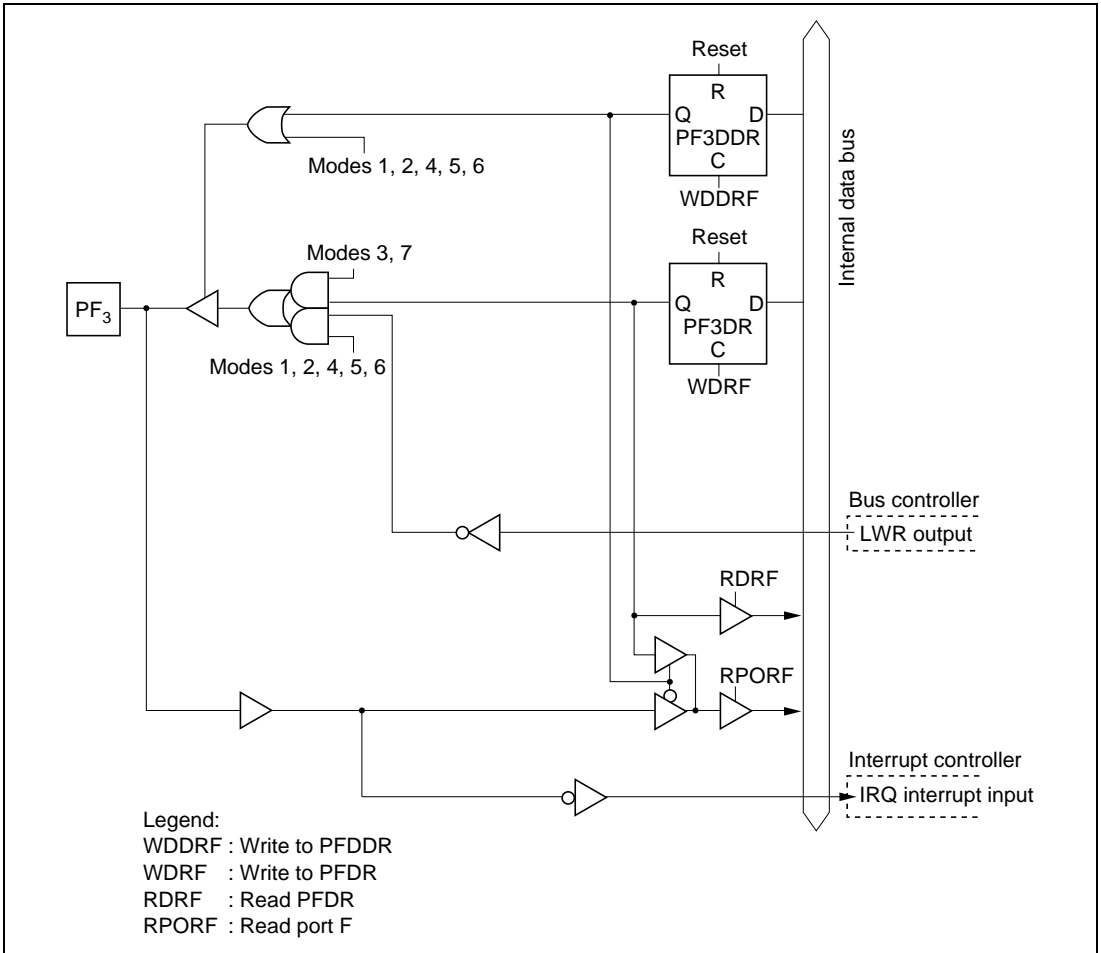 Reset
R
Q D
PF3DDR
C
WDDRF
Modes 1, 2, 4, 5, 6
Internal data bus
Reset
R
Q D
PF3DR
C
WDRF
Modes 3, 7
PF3
Modes 1, 2, 4, 5, 6
Bus controller
LWR output
RDRF
RPORF
Interrupt controller
IRQ interrupt input
Legend:
WDDRF : Write to PFDDR
WDRF : Write to PFDR
RDRF : Read PFDR
RPORF : Read port F